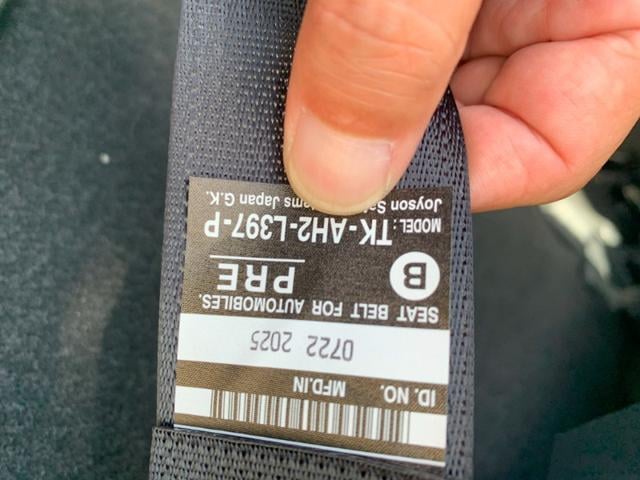 ID. NO. MFD.IN
0722 2025
SEAT BELT FOR AUTOMOBILES.
B PRE
MODEL: TK-AH2-L397-P
Joyson Japan G.K.